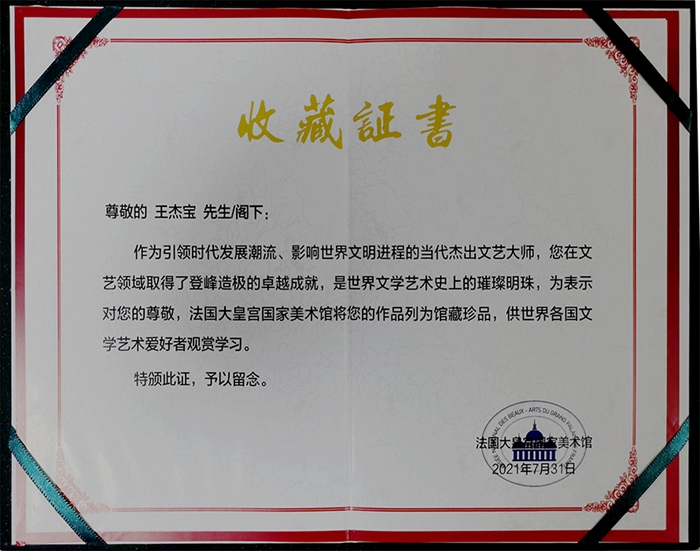 收藏証書
尊敬的 王杰宝 先生/阁下：
作为引领时代发展潮流、影响世界文明进程的当代杰出文艺大师，您在文
艺领域取得了登峰造极的卓越成就，是世界文学艺术史上的璀璨明珠，为表示
对您的尊敬，法国大皇宫国家美术馆将您的作品列为馆藏珍品，供世界各国文
学艺术爱好者观赏学习。
特颁此证，予以留念。
DES BEAUX - ARTS DU GRAND PALAIS
法国大皇宫国家美术馆
2021年7月31日